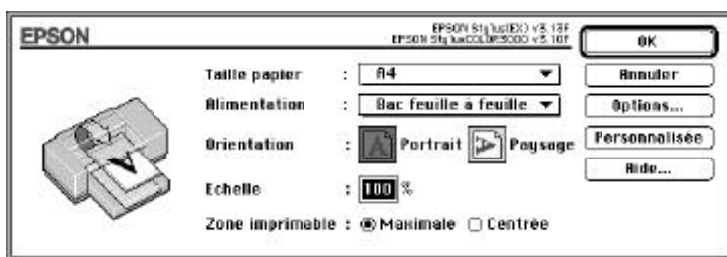 EPSON
EPSON Stylus(EX) v5.13F
EPSON StylusCOLOR3000 v5.10F
OK
Taille papier : A4
Annuler
Alimentation : Bac feuille à feuille
Options...
Orientation : Portrait Paysage
Personnalisée
Aide...
Echelle : 100 %
Zone imprimable : Maximale Centrée